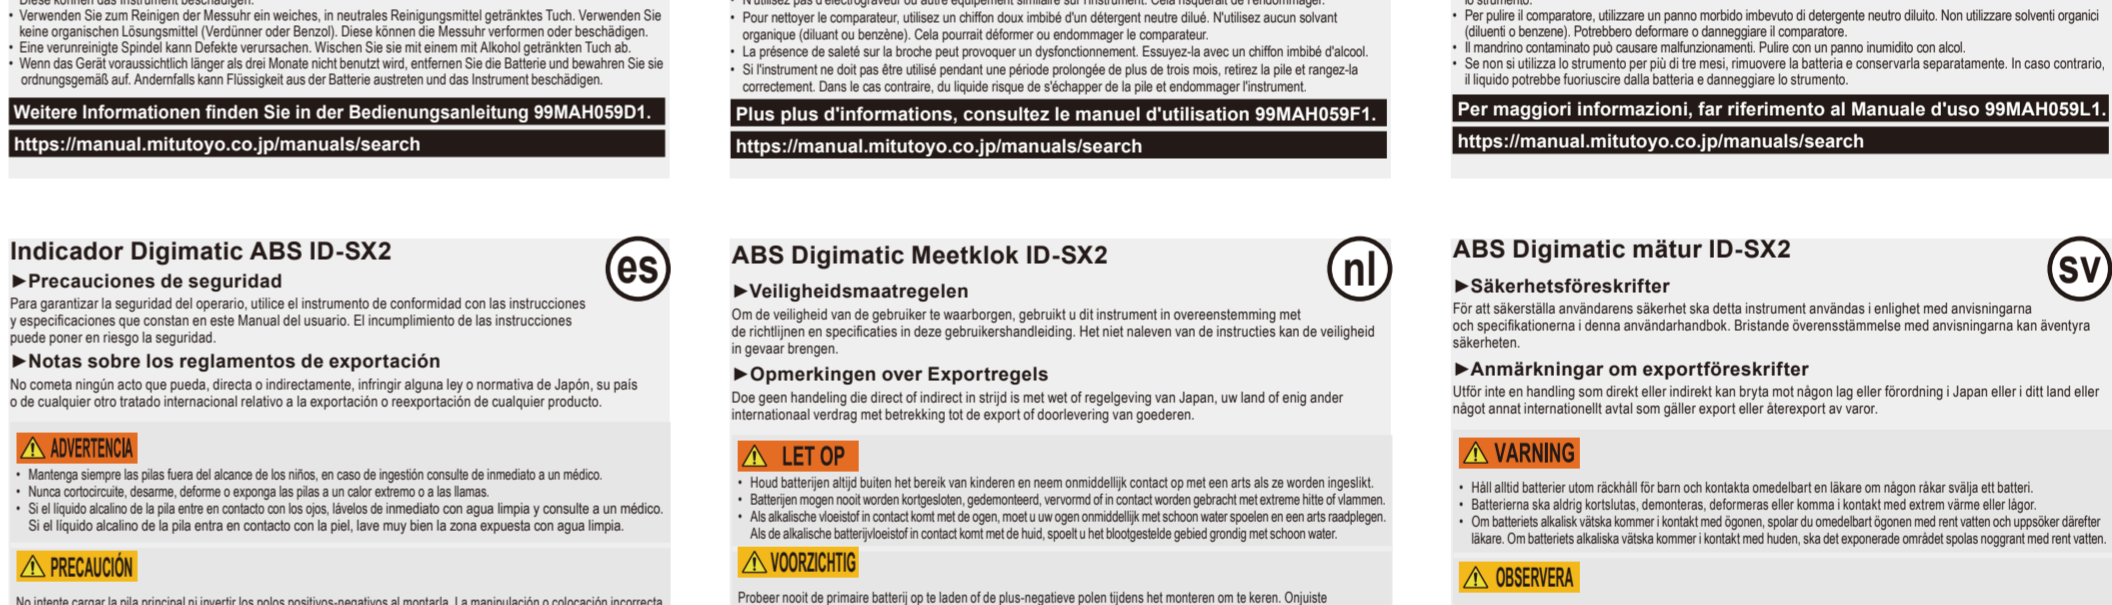 Diese können das Instrument beschädigen.
• Verwenden Sie zum Reinigen der Messuhr ein weiches, in neutrales Reinigungsmittel getränktes Tuch. Verwenden Sie
keine organischen Lösungsmittel (Verdünner oder Benzol). Diese können die Messuhr verformen oder beschädigen.
• Eine verunreinigte Spindel kann Defekte verursachen. Wischen Sie sie mit einem mit Alkohol getränkten Tuch ab.
• Wenn das Gerät voraussichtlich länger als drei Monate nicht benutzt wird, entfernen Sie die Batterie und bewahren Sie sie
ordnungsgemäß auf. Andernfalls kann Flüssigkeit aus der Batterie austreten und das Instrument beschädigen.
Weitere Informationen finden Sie in der Bedienungsanleitung 99MAH059D1.
https://manual.mitutoyo.co.jp/manuals/search
• N'utilisez pas d'électrograveur ou autre équipement similaire sur l'instrument. Cela risquerait de l'endommager.
• Pour nettoyer le comparateur, utilisez un chiffon doux imbibé d'un détergent neutre dilué. N'utilisez aucun solvant
organique (diluant ou benzène). Cela pourrait déformer ou endommager le comparateur.
• La présence de saleté sur la broche peut provoquer un dysfonctionnement. Essuyez-la avec un chiffon imbibé d'alcool.
• Si l'instrument ne doit pas être utilisé pendant une période prolongée de plus de trois mois, retirez la pile et rangez-la
correctement. Dans le cas contraire, du liquide risque de s'échapper de la pile et endommager l'instrument.
Plus plus d'informations, consultez le manuel d'utilisation 99MAH059F1.
https://manual.mitutoyo.co.jp/manuals/search
lo strumento.
• Per pulire il comparatore, utilizzare un panno morbido imbevuto di detergente neutro diluito. Non utilizzare solventi organici
(diluenti o benzene). Potrebbero deformare o danneggiare il comparatore.
• Il mandrino contaminato può causare malfunzionamenti. Pulire con un panno inumidito con alcol.
• Se non si utilizza lo strumento per più di tre mesi, rimuovere la batteria e conservarla separatamente. In caso contrario,
il liquido potrebbe fuoriuscire dalla batteria e danneggiare lo strumento.
Per maggiori informazioni, far riferimento al Manuale d'uso 99MAH059L1.
https://manual.mitutoyo.co.jp/manuals/search
Indicador Digimatic ABS ID-SX2
es
►Precauciones de seguridad
Para garantizar la seguridad del operario, utilice el instrumento de conformidad con las instrucciones
y especificaciones que constan en este Manual del usuario. El incumplimiento de las instrucciones
puede poner en riesgo la seguridad.
►Notas sobre los reglamentos de exportación
No cometa ningún acto que pueda, directa o indirectamente, infringir alguna ley o normativa de Japón, su país
o de cualquier otro tratado internacional relativo a la exportación o reexportación de cualquier producto.
ADVERTENCIA
• Mantenga siempre las pilas fuera del alcance de los niños, en caso de ingestión consulte de inmediato a un médico.
• Nunca cortocircuite, desarme, deforme o exponga las pilas a un calor extremo o a las llamas.
• Si el líquido alcalino de la pila entra en contacto con los ojos, lávelos de inmediato con agua limpia y consulte a un médico.
Si el líquido alcalino de la pila entra en contacto con la piel, lave muy bien la zona expuesta con agua limpia.
PRECAUCIÓN
No intente cargar la pila principal ni invertir los polos positivos-negativos al montarla. La manipulación o colocación incorrecta
ABS Digimatic Meetklok ID-SX2
nl
►Veiligheidsmaatregelen
Om de veiligheid van de gebruiker te waarborgen, gebruikt u dit instrument in overeenstemming met
de richtlijnen en specificaties in deze gebruikershandleiding. Het niet naleven van de instructies kan de veiligheid
in gevaar brengen.
►Opmerkingen over Exportregels
Doe geen handeling die direct of indirect in strijd is met wet of regelgeving van Japan, uw land of enig ander
internationaal verdrag met betrekking tot de export of doorlevering van goederen.
LET OP
• Houd batterijen altijd buiten het bereik van kinderen en neem onmiddellijk contact op met een arts als ze worden ingeslikt.
• Batterijen mogen nooit worden kortgesloten, gedemonteerd, vervormd of in contact worden gebracht met extreme hitte of vlammen.
• Als alkalische vloeistof in contact komt met de ogen, moet u uw ogen onmiddellijk met schoon water spoelen en een arts raadplegen.
Als de alkalische batterijvloeistof in contact komt met de huid, spoelt u het blootgestelde gebied grondig met schoon water.
VOORZICHTIG
Probeer nooit de primaire batterij op te laden of de plus-negatieve polen tijdens het monteren om te keren. Onjuiste
ABS Digimatic mätur ID-SX2
sv
►Säkerhetsföreskrifter
För att säkerställa användarens säkerhet ska detta instrument användas i enlighet med anvisningarna
och specifikationerna i denna användarhandbok. Bristande överensstämmelse med anvisningarna kan äventyra
säkerheten.
►Anmärkningar om exportföreskrifter
Utför inte en handling som direkt eller indirekt kan bryta mot någon lag eller förordning i Japan eller i ditt land eller
något annat internationellt avtal som gäller export eller återexport av varor.
VARNING
• Håll alltid batterier utom räckhåll för barn och kontakta omedelbart en läkare om någon råkar svälja ett batteri.
• Batterierna ska aldrig kortslutas, demonteras, deformeras eller komma i kontakt med extrem värme eller lågor.
• Om batteriets alkalisk vätska kommer i kontakt med ögonen, spolar du omedelbart ögonen med rent vatten och uppsöker därefter
läkare. Om batteriets alkaliska vätska kommer i kontakt med huden, ska det exponerade området spolas noggrant med rent vatten.
OBSERVERA